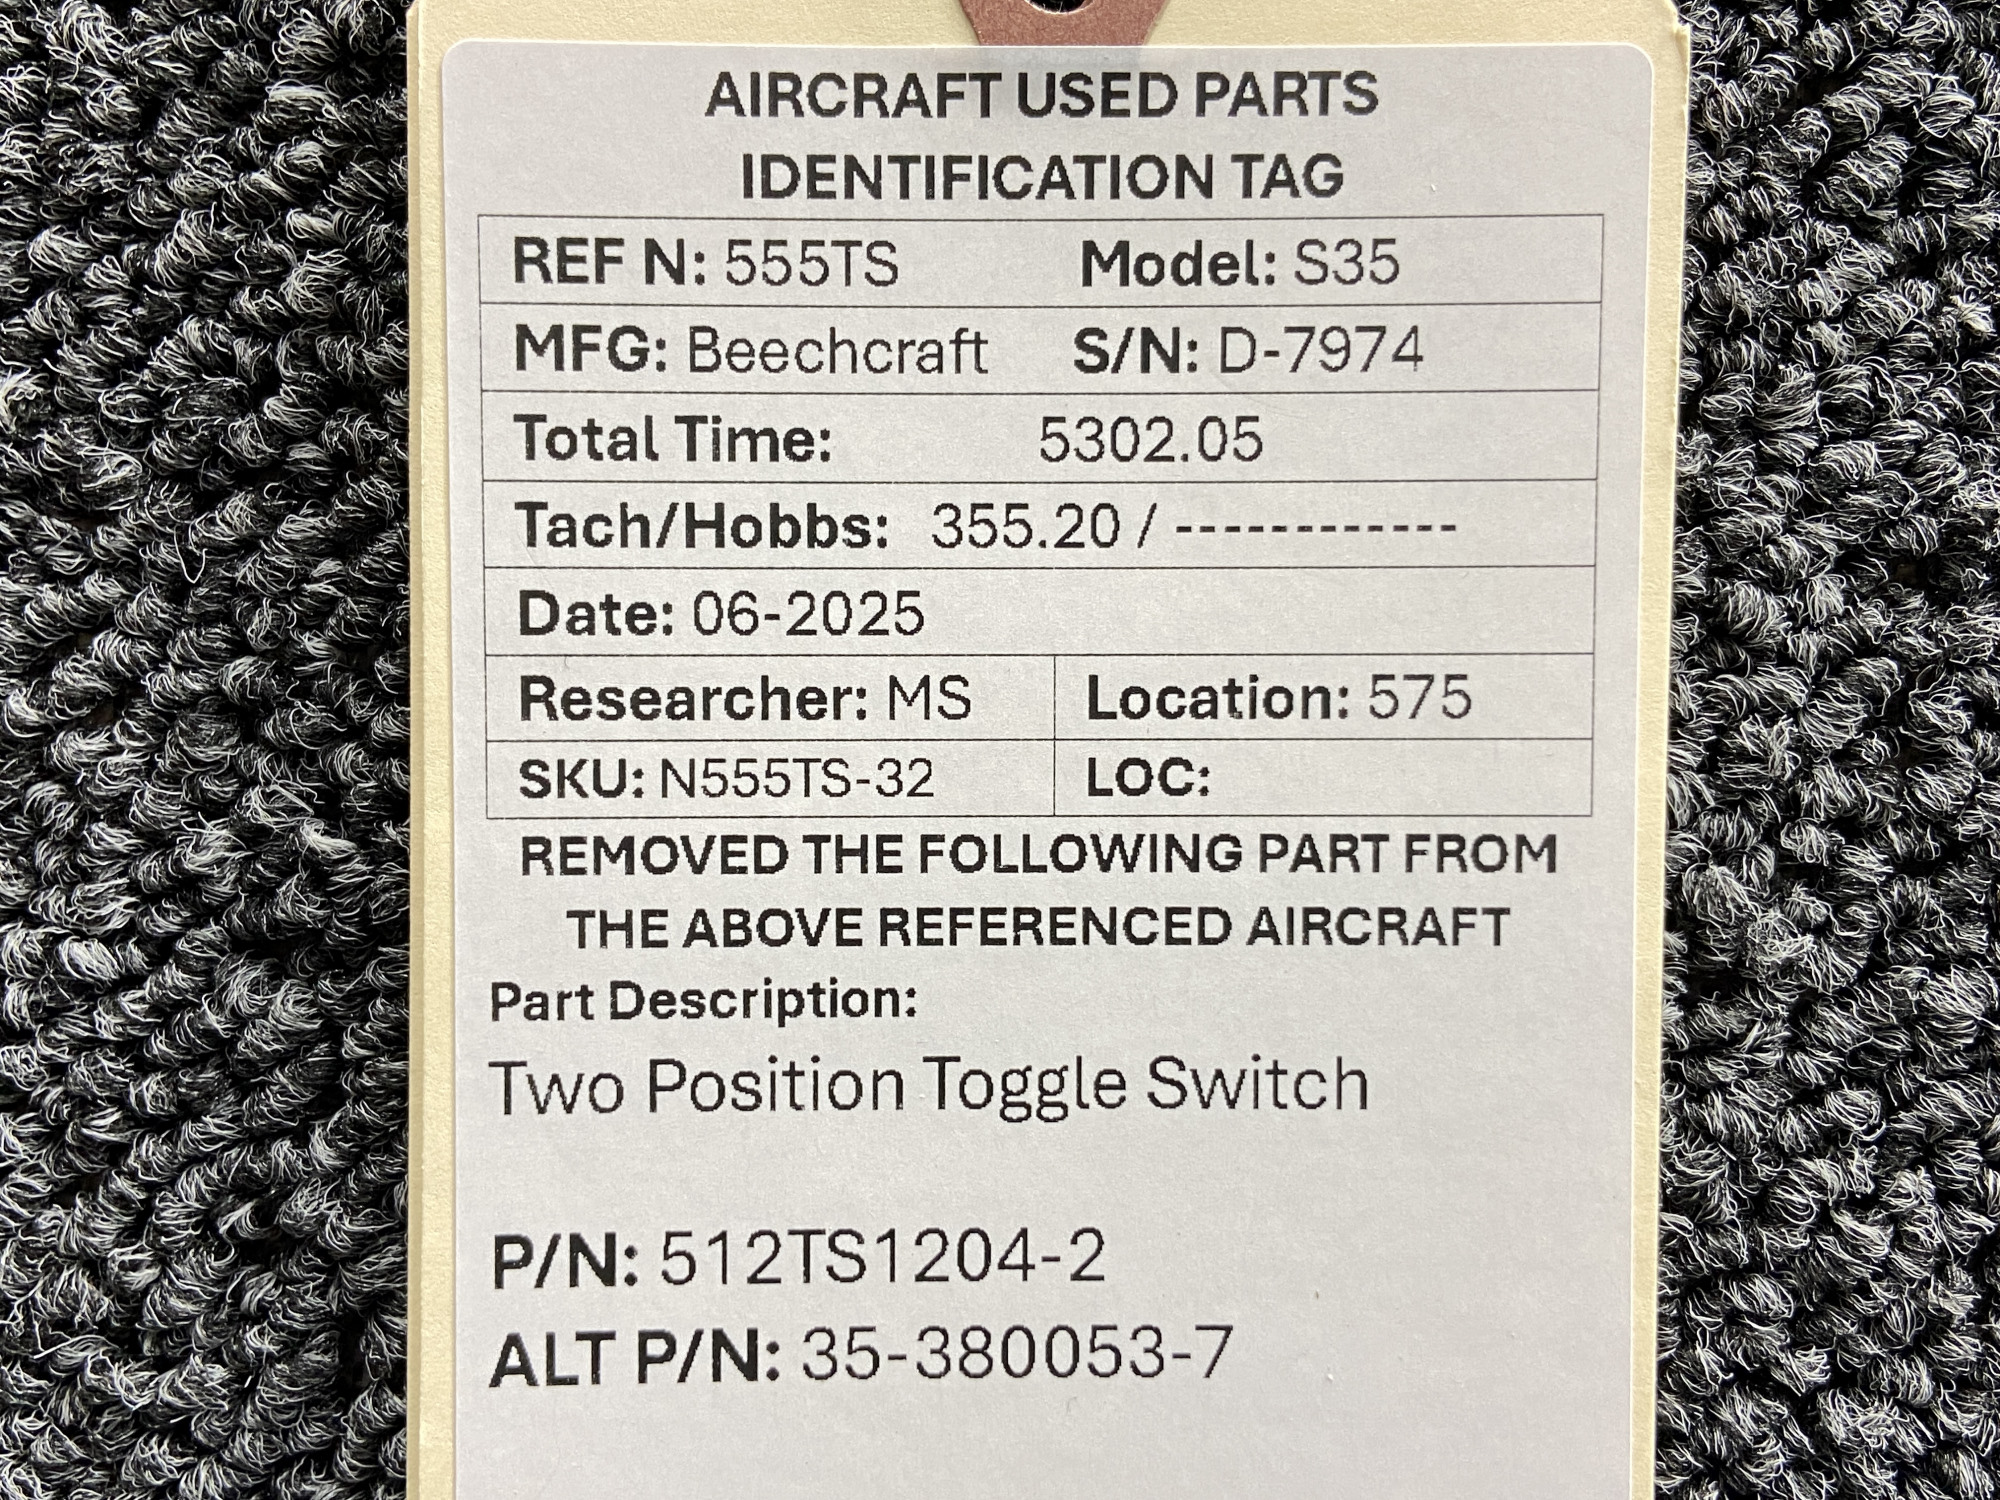 AIRCRAFT USED PARTS
IDENTIFICATION TAG
REF N: 555TS Model: S35
MFG: Beechcraft S/N: D-7974
Total Time: 5302.05
Tach/Hobbs: 355.20 / ------------
Date: 06-2025
Researcher: MS Location: 575
SKU: N555TS-32 LOC:
REMOVED THE FOLLOWING PART FROM
THE ABOVE REFERENCED AIRCRAFT
Part Description:
Two Position Toggle Switch
P/N: 512TS1204-2
ALT P/N: 35-380053-7